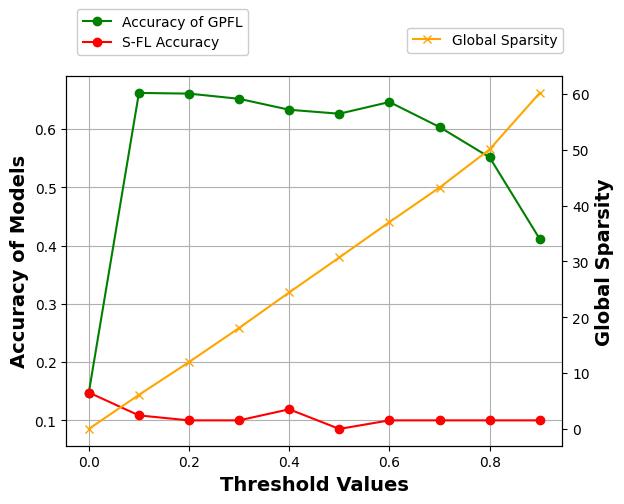 Accuracy of GPFL
S-FL Accuracy
Global Sparsity
0.6
0.5
0.4
0.3
0.2
0.1
Accuracy of Models
60
50
40
30
20
10
0
Global Sparsity
0.0 0.2 0.4 0.6 0.8
Threshold Values